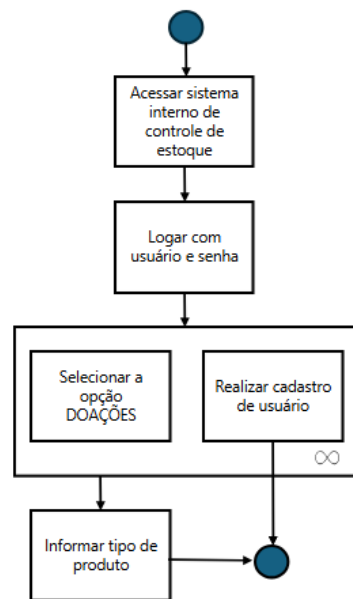 Acessar sistema
interno de
controle de
estoque
Logar com
usuário e senha
Selecionar a
opção
DOAÇÕES
Realizar cadastro
de usuário
Informar tipo de
produto